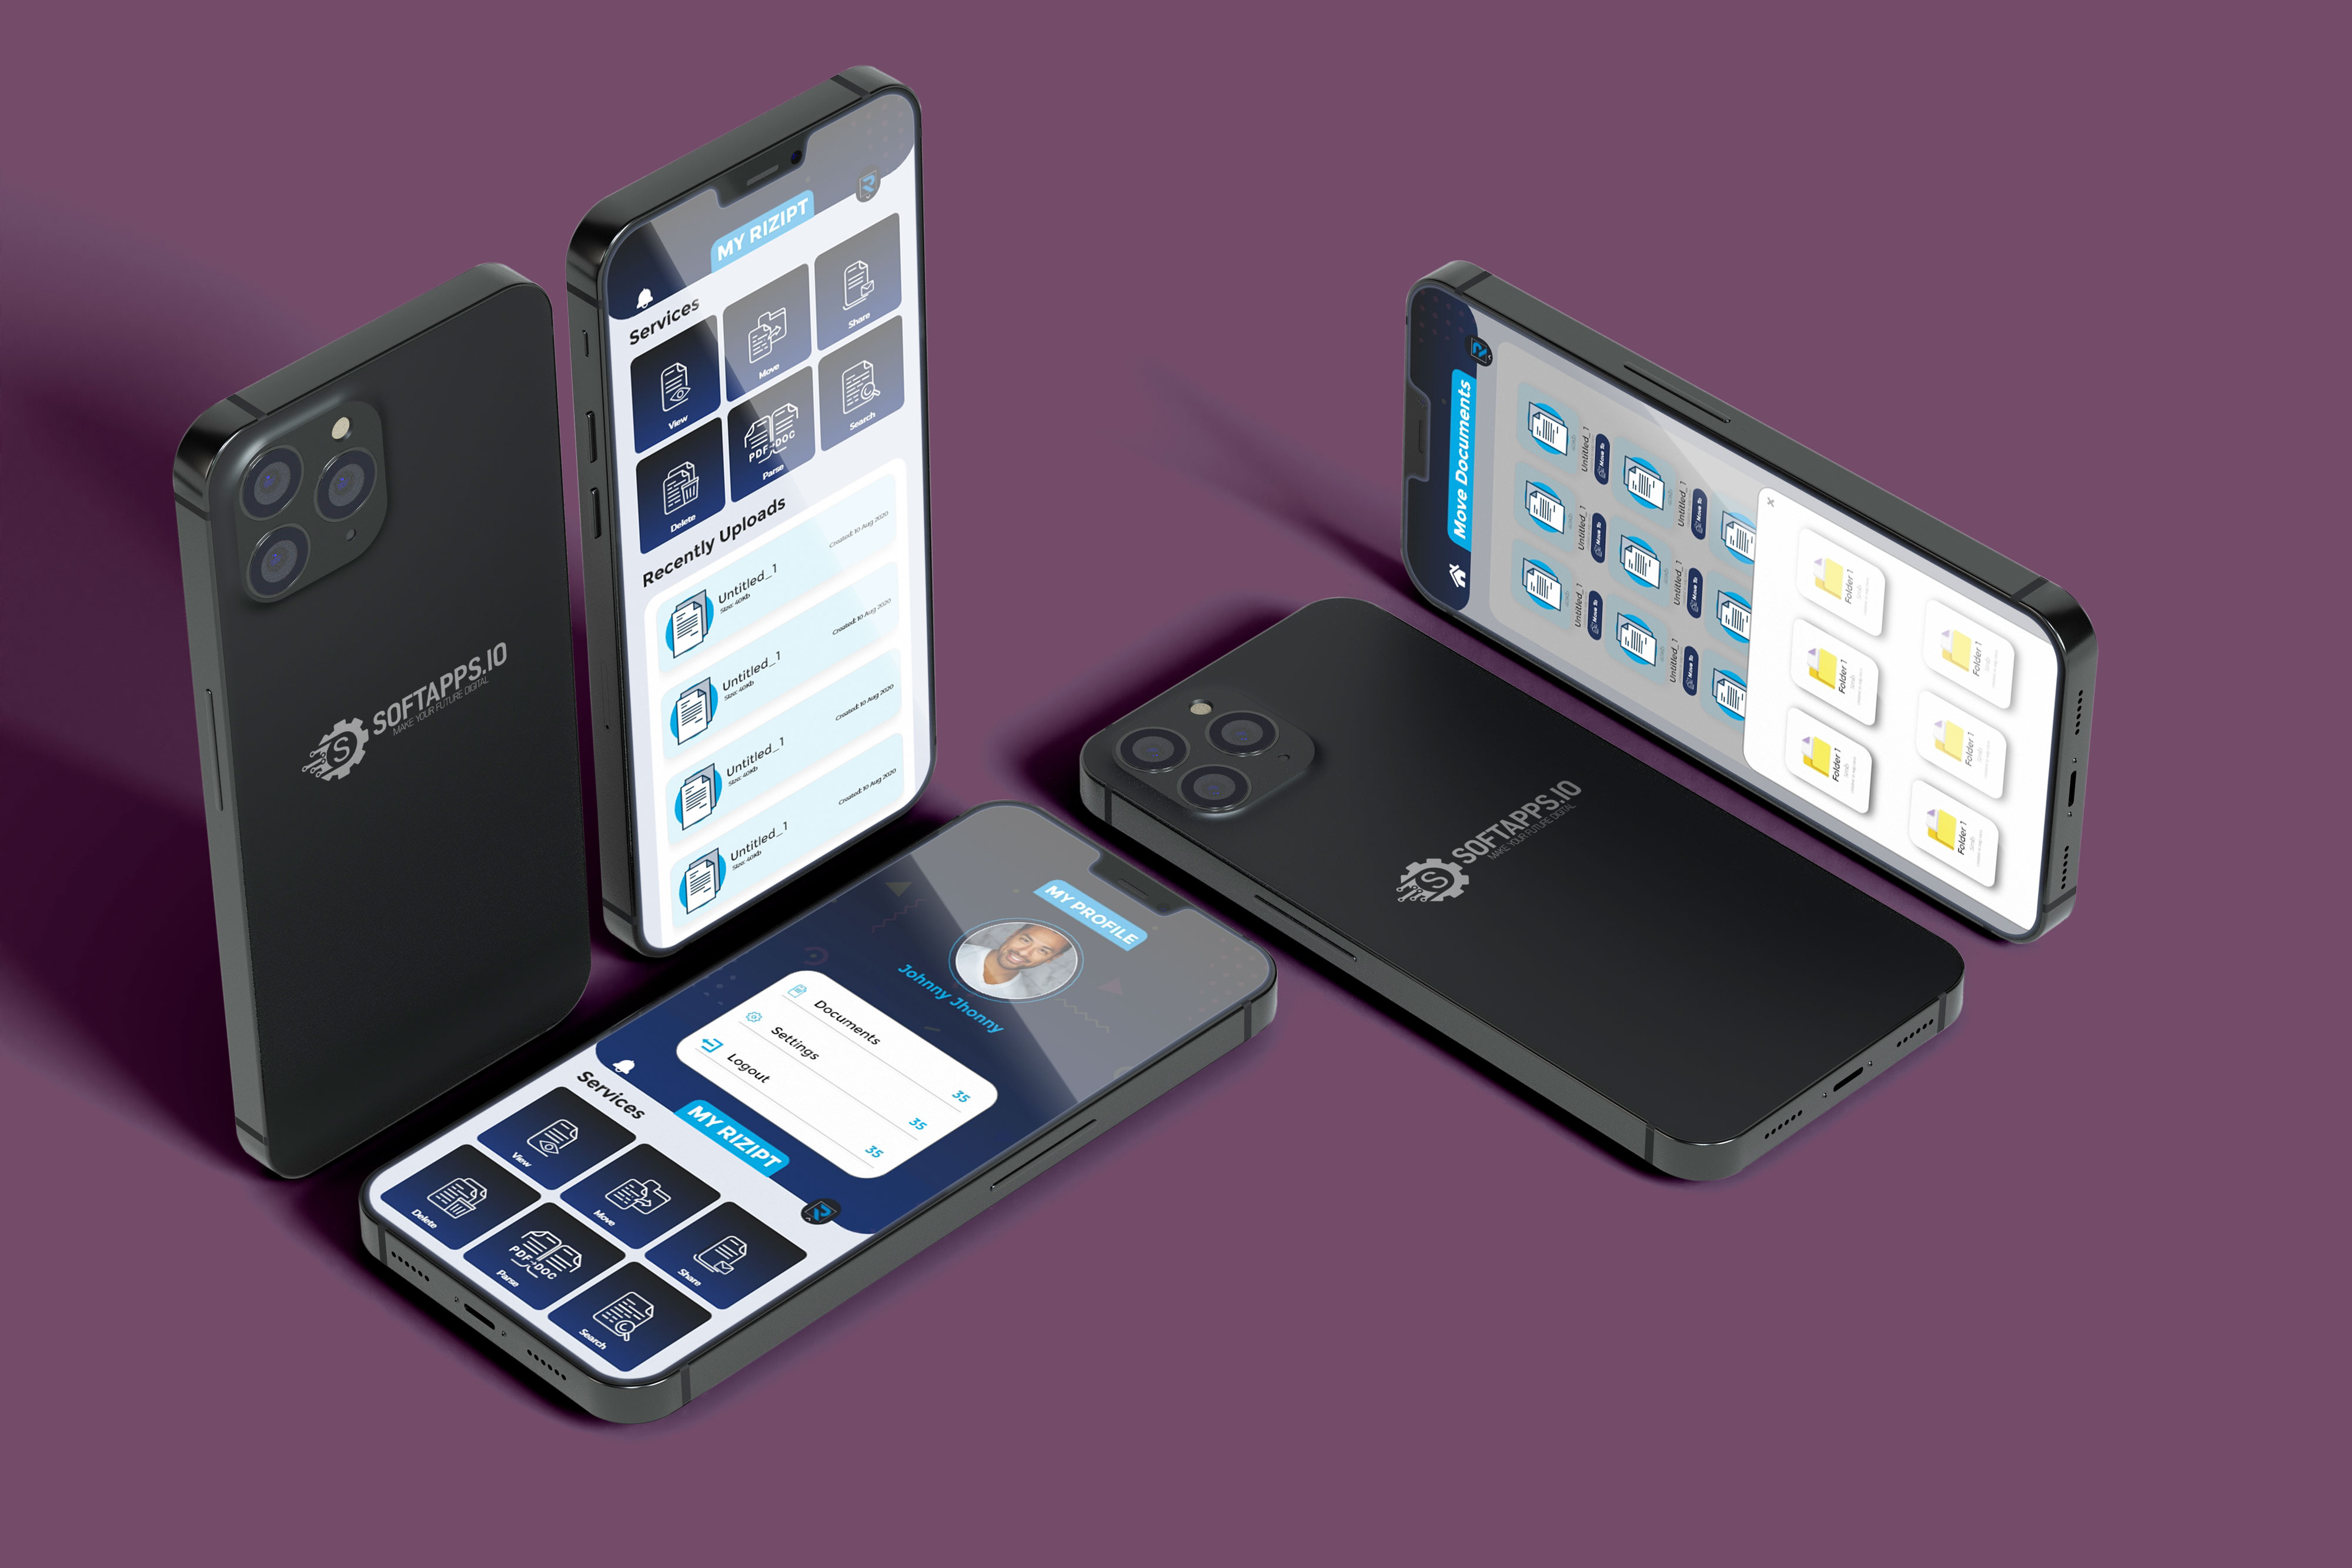 SOFTAPPS.IO
MAKE YOUR FUTURE DIGITAL
MY RIZIPT
Services
View
Move
Share
Delete
PDF DOC
Parse
Search
Recently Uploads
Untitled_1
Size: 40Kb
Created: 10 Aug 2020
Untitled_1
Size: 40Kb
Created: 10 Aug 2020
Untitled_1
Size: 40Kb
Created: 10 Aug 2020
Untitled_1
Size: 40Kb
Created: 10 Aug 2020
MY PROFILE
Johnny Jhonny
Documents 35
Settings 35
Logout 35
MY RIZIPT
Services
View
Move
Share
Delete
PDF DOC
Parse
Search
SOFTAPPS.IO
MAKE YOUR FUTURE DIGITAL
Move Documents
Untitled_1
Move To
Untitled_1
Move To
Untitled_1
Move To
Untitled_1
Move To
Untitled_1
Move To
Untitled_1
Move To
x
Folder 1
Folder 1
Folder 1
Folder 1
Folder 1
Folder 1